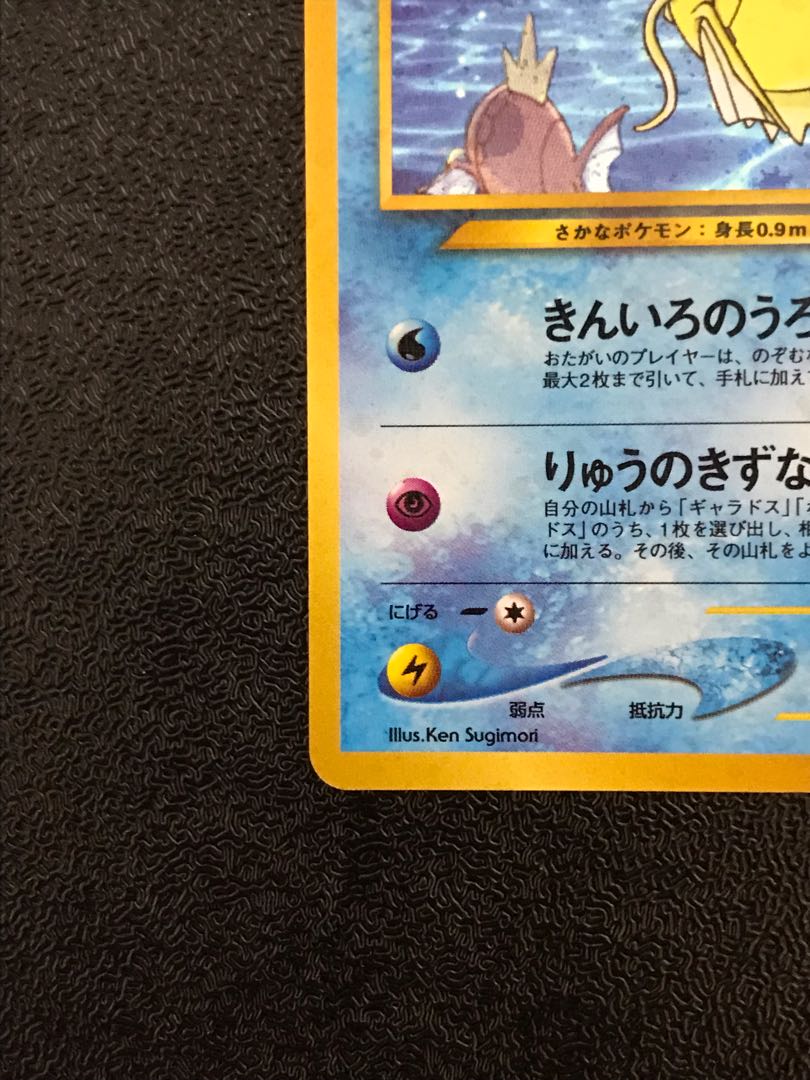 さかなポケモン：身長0.9m
きんいろのうろ
おたがいのプレイヤーは、のぞむな
最大2枚まで引いて、手札に加え
りゅうのきずな
自分の山札から「ギャラドス」「
ドス」のうち、1枚を選び出し、相
に加える。その後、その山札をよ
にげる
弱点
抵抗力
Illus.Ken Sugimori